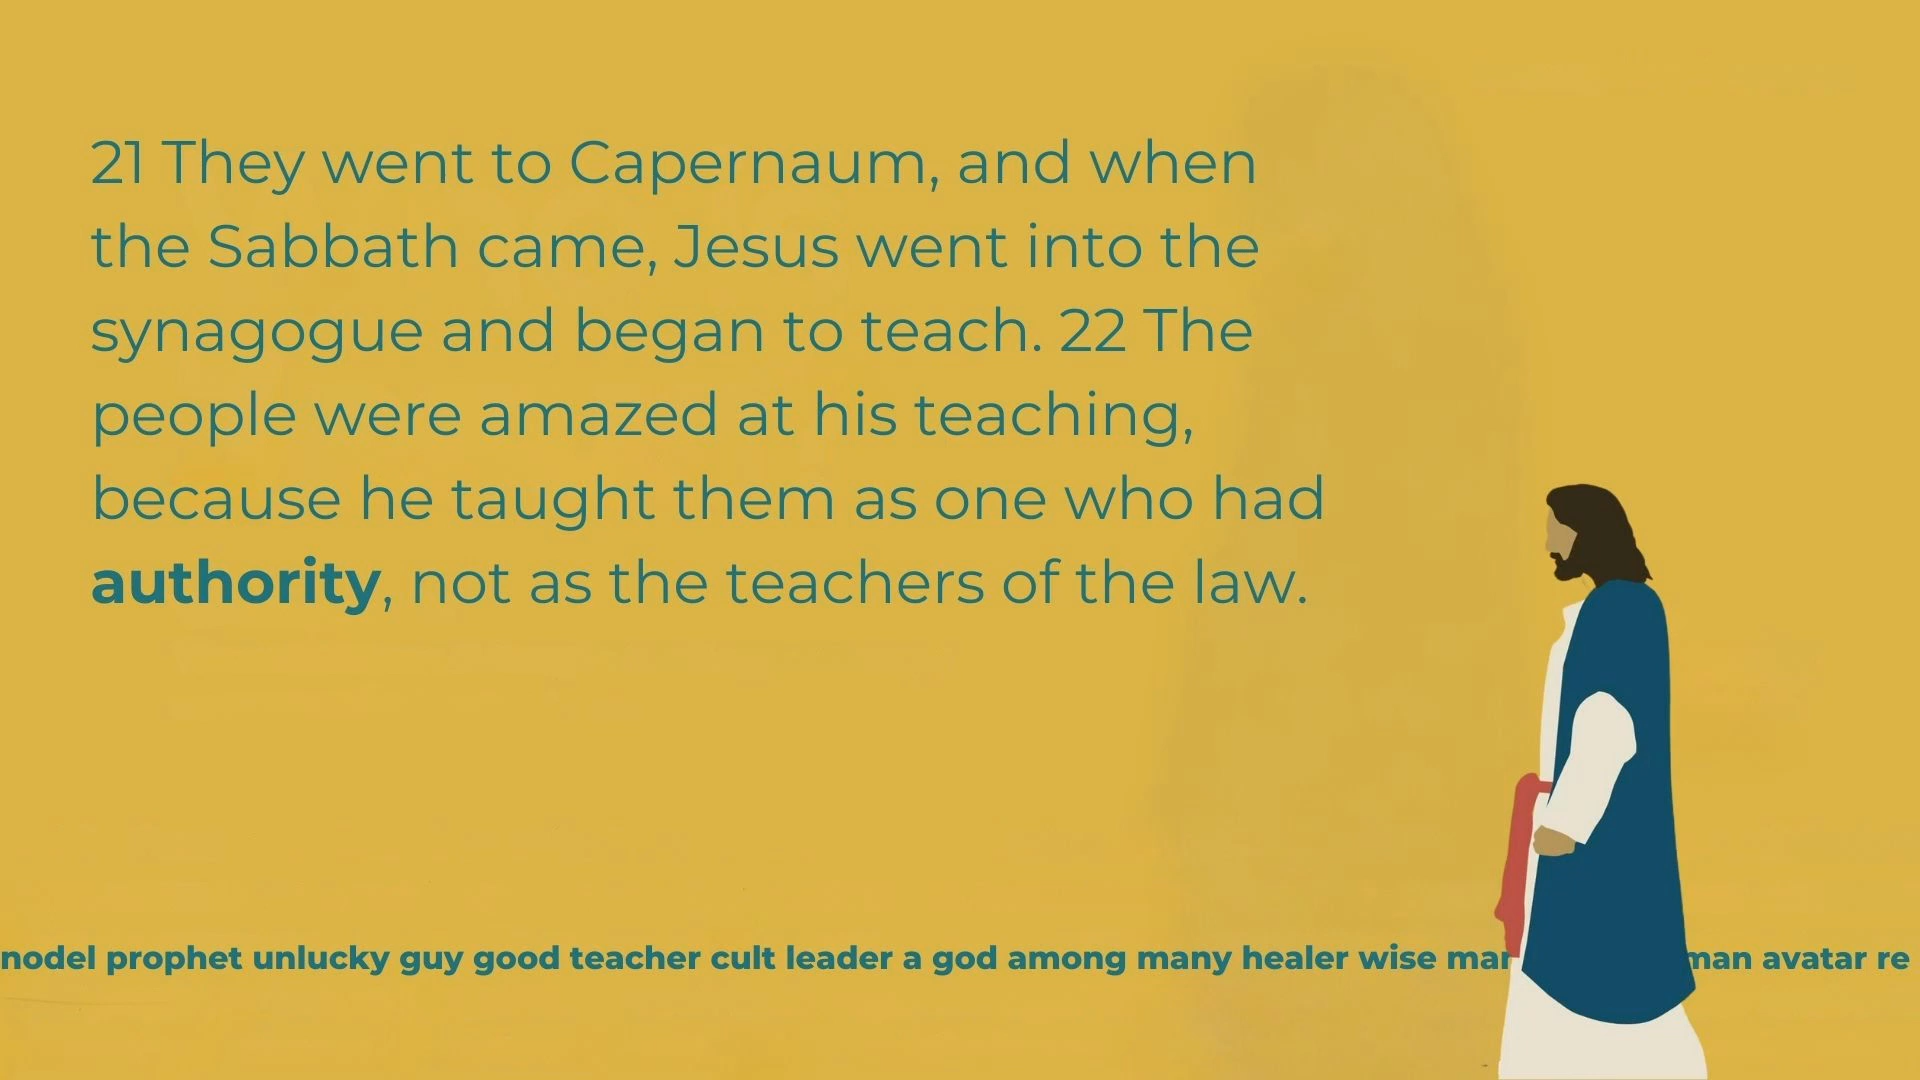 21 They went to Capernaum, and when
the Sabbath came, Jesus went into the
synagogue and began to teach. 22 The
people were amazed at his teaching,
because he taught them as one who had
authority, not as the teachers of the law.
nodel prophet unlucky guy good teacher cult leader a god among many healer wise man man avatar re